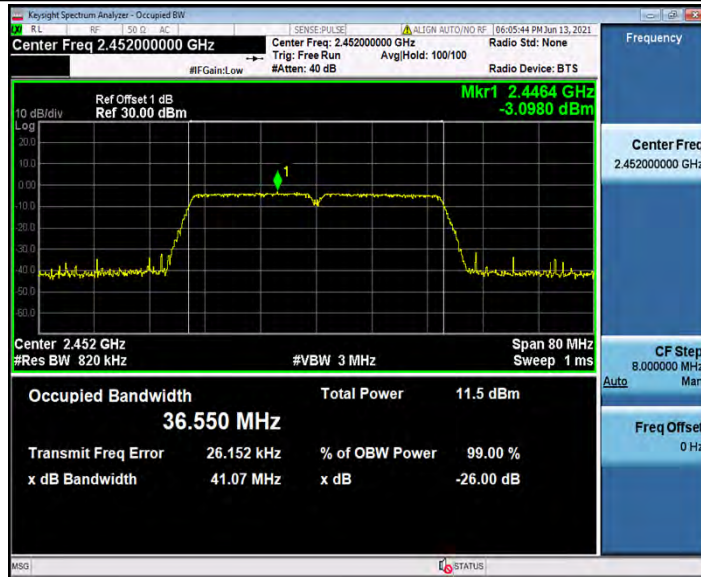 Keysight Spectrum Analyzer - Occupied BW
RL RF 50 Ω AC SENSE:PULSE ALIGN AUTO/NO RF 06:05:44 PM Jun 13, 2021
Center Freq 2.452000000 GHz
Center Freq: 2.452000000 GHz Radio Std: None
Trig: Free Run Avg|Hold: 100/100
#IFGain:Low #Atten: 40 dB Radio Device: BTS
Frequency
Ref Offset 1 dB
10 dB/div Ref 30.00 dBm
Mkr1 2.4464 GHz
-3.0980 dBm
Log
20.0
10.0
0.00
-10.0
-20.0
-30.0
-40.0
-50.0
-60.0
1
Center 2.452 GHz Span 80 MHz
#Res BW 820 kHz #VBW 3 MHz Sweep 1 ms
Occupied Bandwidth Total Power 11.5 dBm
36.550 MHz
Transmit Freq Error 26.152 kHz % of OBW Power 99.00 %
x dB Bandwidth 41.07 MHz x dB -26.00 dB
Center Freq
2.452000000 GHz
CF Step
8.000000 MHz
Auto Man
Freq Offset
0 Hz
MSG STATUS